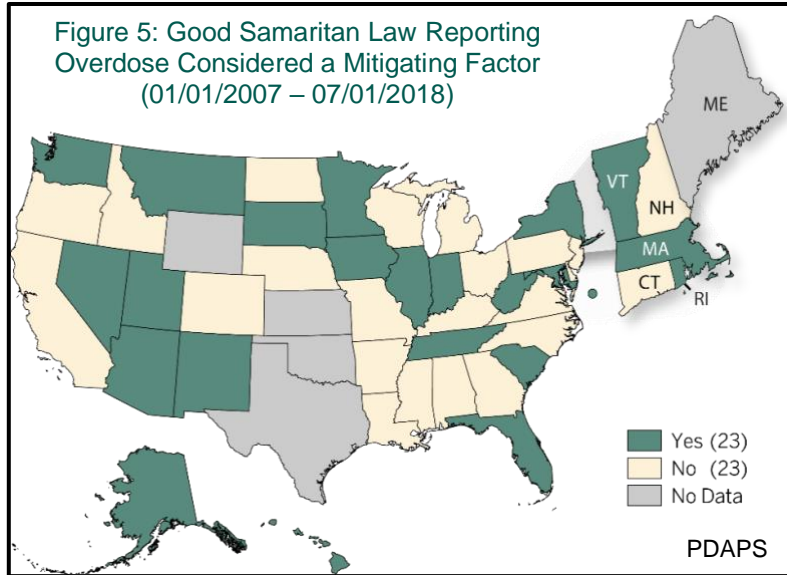 Figure 5: Good Samaritan Law Reporting
Overdose Considered a Mitigating Factor
(01/01/2007 – 07/01/2018)
ME
VT
NH
MA
CT
RI
Yes (23)
No (23)
No Data
PDAPS